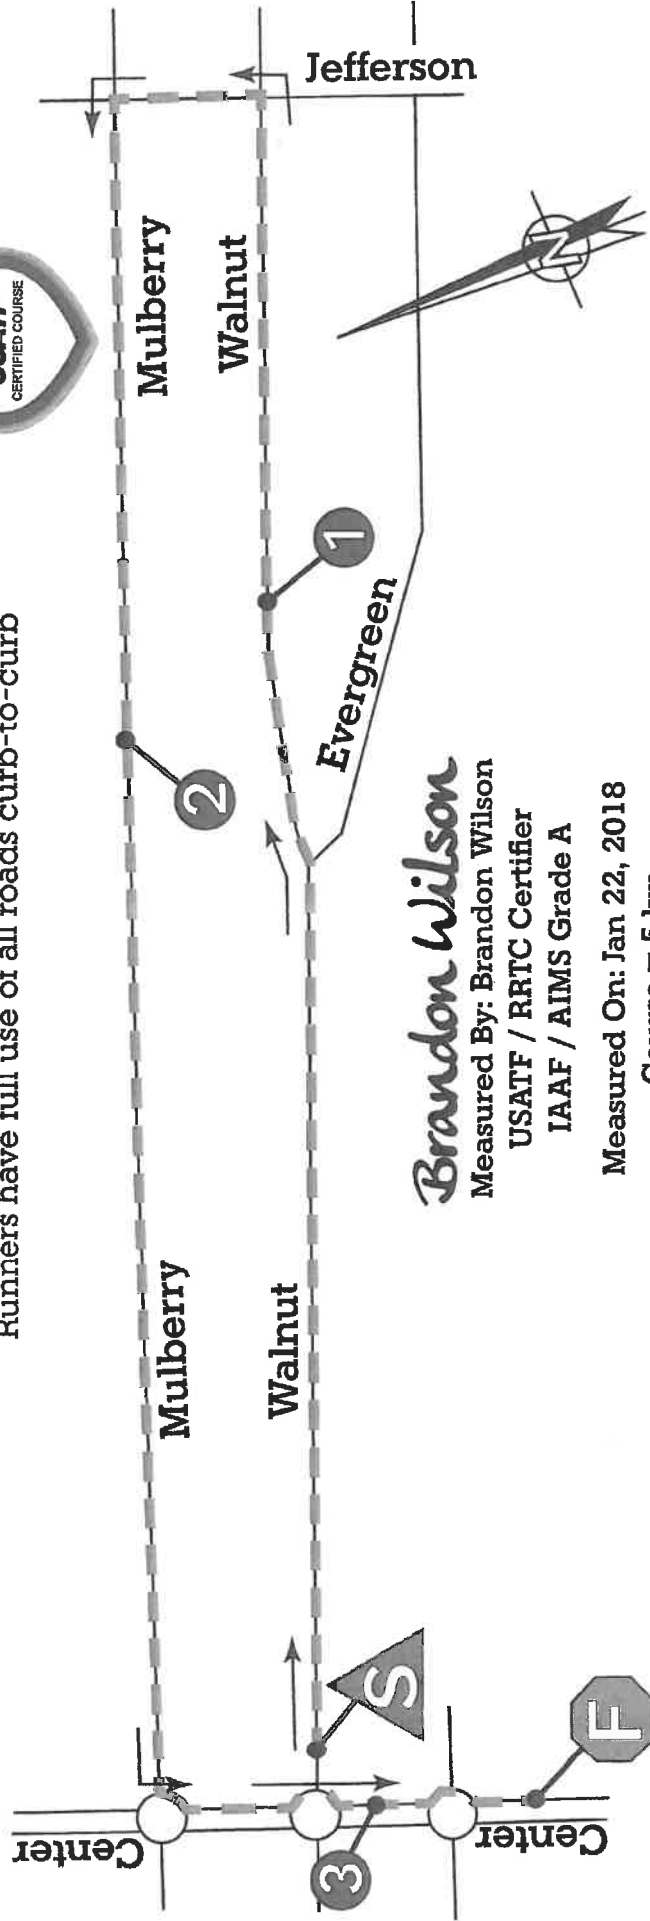 Runners have full use of all roads curb-to-curb
CERTIFIED COURSE
Jefferson
Mulberry
Walnut
N
1
Evergreen
2
Mulberry
Walnut
S
Center
3
Center
F
Brandon Wilson
Measured By: Brandon Wilson
USATF / RRTC Certifier
IAAF / AIMS Grade A
Measured On: Jan 22, 2018